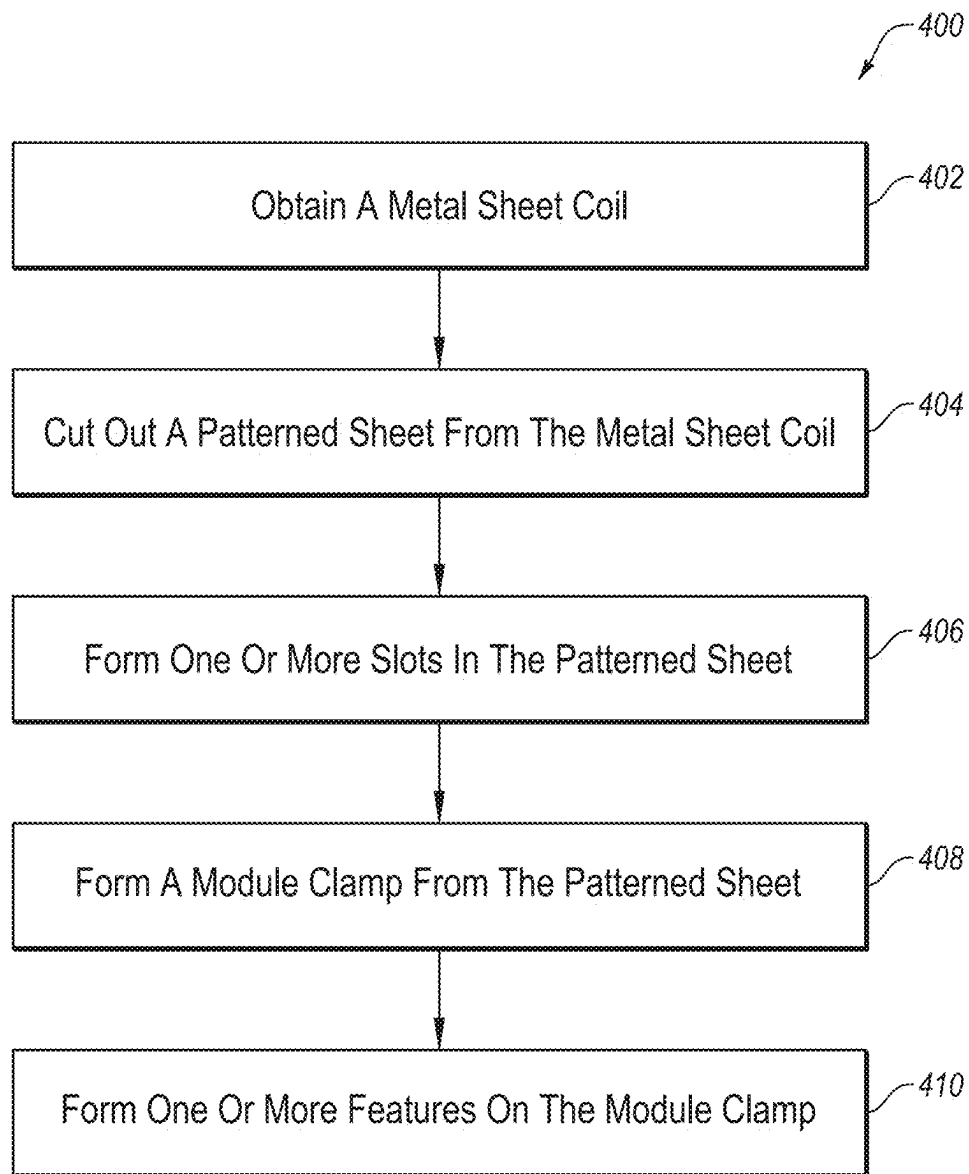 400
Obtain A Metal Sheet Coil
402
Cut Out A Patterned Sheet From The Metal Sheet Coil
404
Form One Or More Slots In The Patterned Sheet
406
Form A Module Clamp From The Patterned Sheet
408
Form One Or More Features On The Module Clamp
410